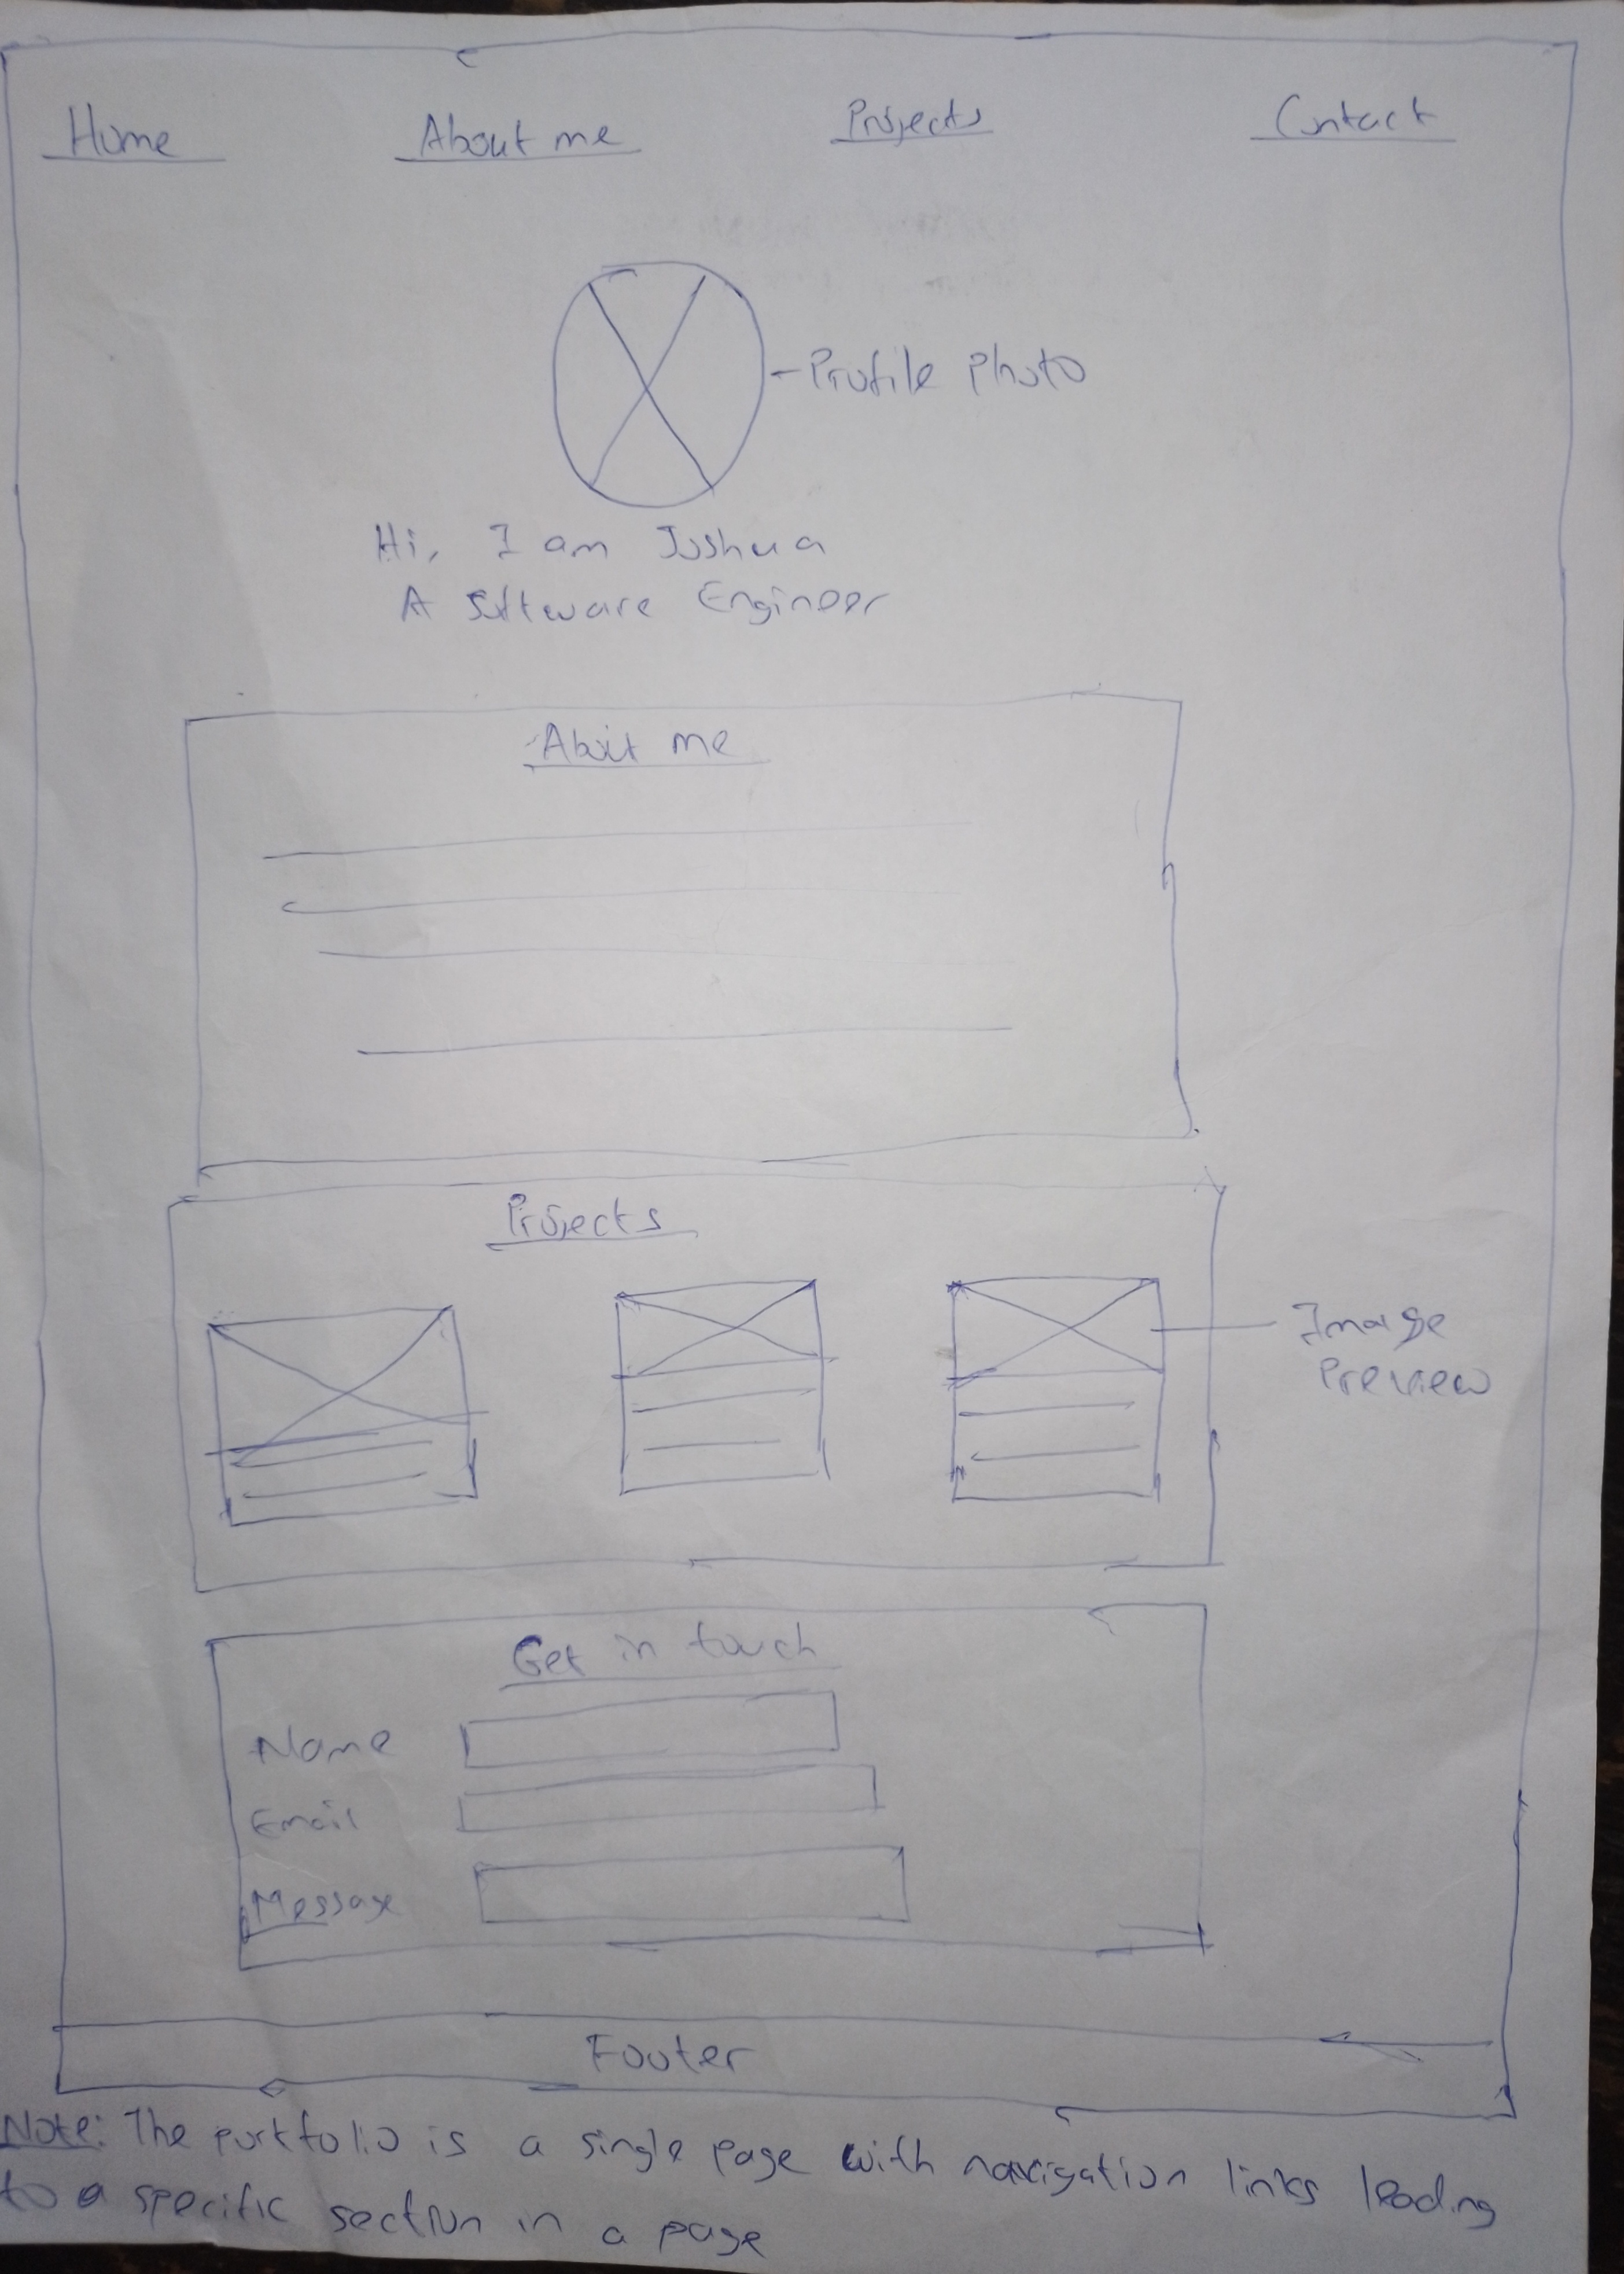 Home About me Projects Contact
Profile photo
Hi, I am Joshua
A Software Engineer
About me
Projects
Image
Preview
Get in touch
Name
Email
Message
Footer
Note: The portfolio is a single page with navigation links leading
to a specific section in a page